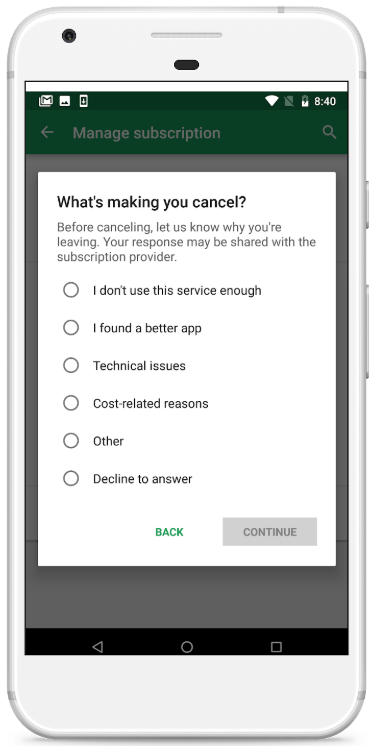 8:40
Manage subscription
What's making you cancel?
Before canceling, let us know why you're
leaving. Your response may be shared with the
subscription provider.
I don't use this service enough
I found a better app
Technical issues
Cost-related reasons
Other
Decline to answer
BACK CONTINUE